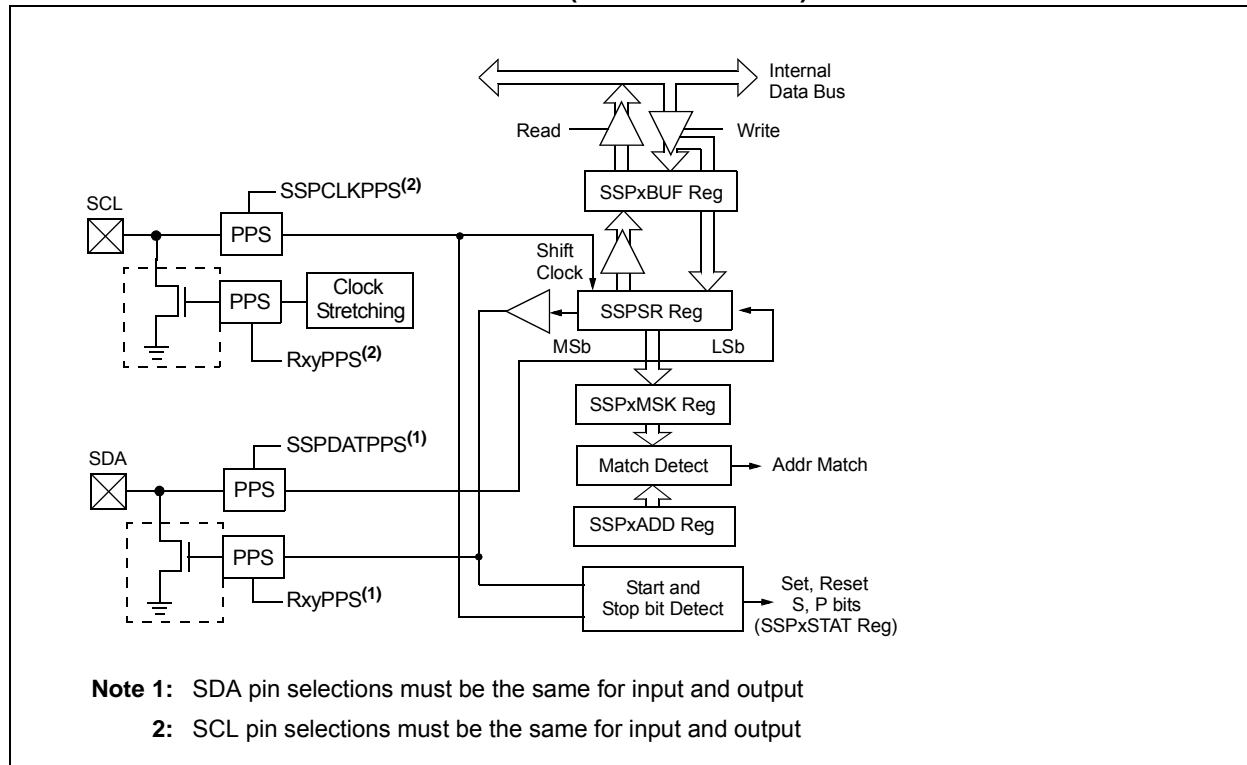 Internal
Data Bus
Read
Write
SSPxBUF Reg
SSPCLKPPS(2)
SCL
PPS
Shift
Clock
PPS
Clock
Stretching
SSPSR Reg
MSb
LSb
RxyPPS(2)
SSPxMSK Reg
SSPDATPPS(1)
SDA
PPS
Match Detect
Addr Match
SSPxADD Reg
PPS
RxyPPS(1)
Start and
Stop bit Detect
Set, Reset
S, P bits
(SSPxSTAT Reg)
Note 1: SDA pin selections must be the same for input and output
2: SCL pin selections must be the same for input and output